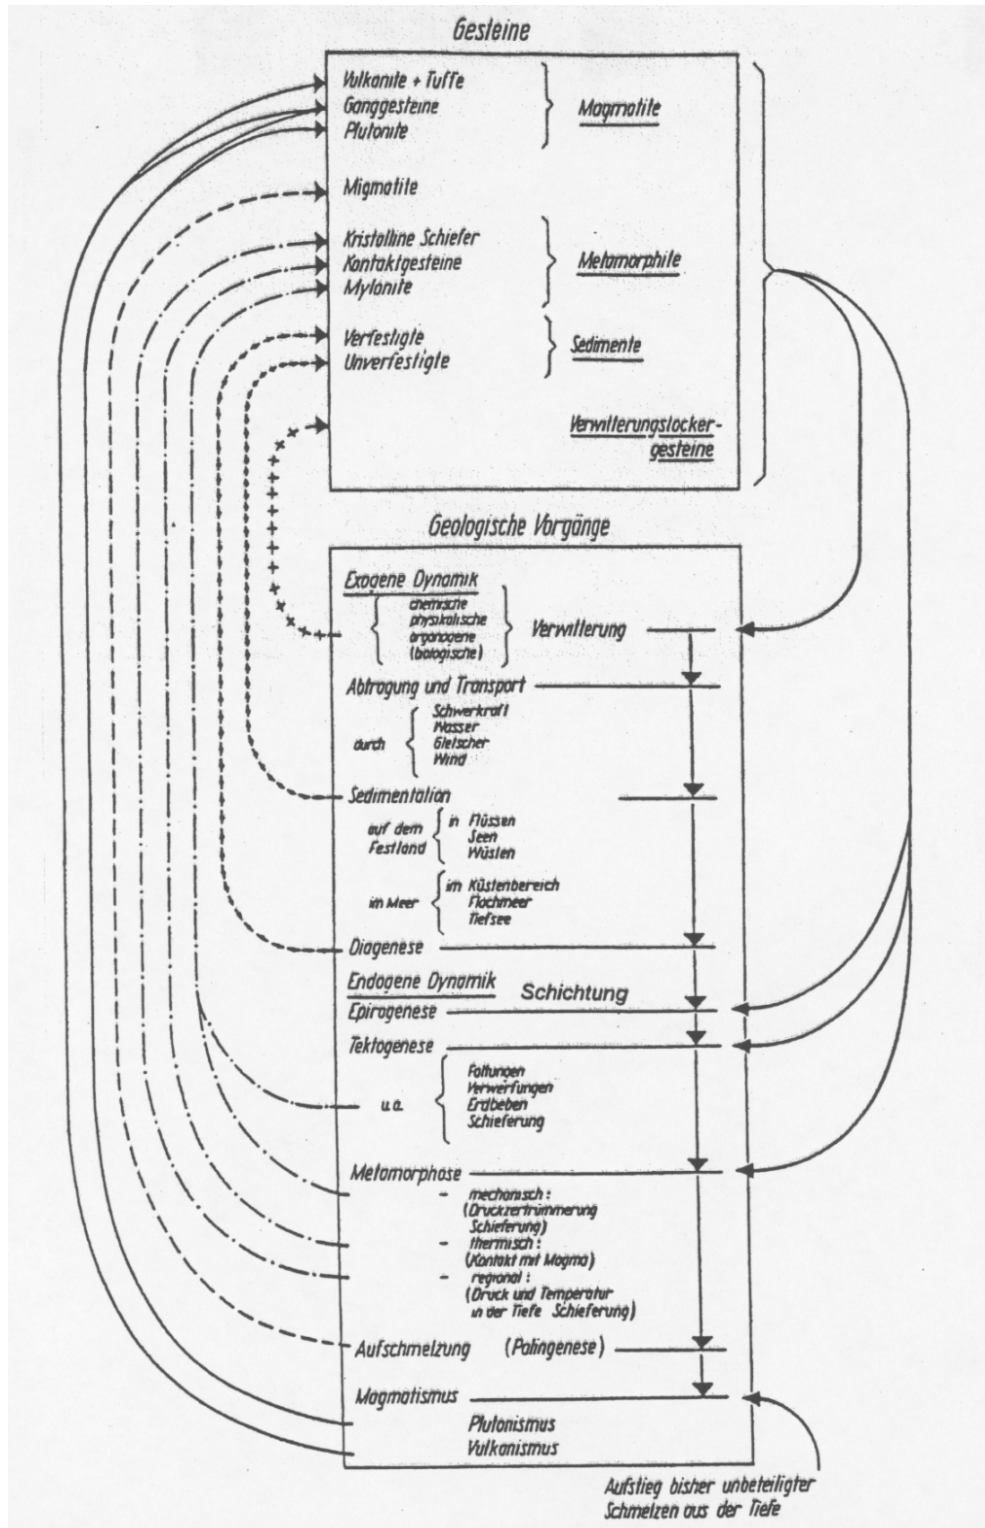 Gesteine
Vulkanite + Tuffe
Ganggesteine
Plutonite
Magmatite
Migmatite
Kristalline Schiefer
Kontaktgesteine
Mylonite
Metamorphite
Verfestigte
Unverfestigte
Sedimente
Verwitterungslocker-
gesteine
Geologische Vorgänge
Exogene Dynamik
chemische
physikalische
organogene
(biologische)
Verwitterung
Abtragung und Transport
durch
Schwerkraft
Wasser
Gletscher
Wind
Sedimentation
auf dem
Festland
in Flüssen
Seen
Wüsten
im Meer
im Küstenbereich
Flachmeer
Tiefsee
Diagenese
Endogene Dynamik
Schichtung
Epirogenese
Tektogenese
u.a.
Faltungen
Verwerfungen
Erdbeben
Schieferung
Metamorphose
- mechanisch:
(Druckzertrümmerung
Schieferung)
- thermisch:
(Kontakt mit Magma)
- regional:
(Druck und Temperatur
in der Tiefe Schieferung)
Aufschmelzung (Palingenese)
Magmatismus
Plutonismus
Vulkanismus
Aufstieg bisher unbeteiligter
Schmelzen aus der Tiefe